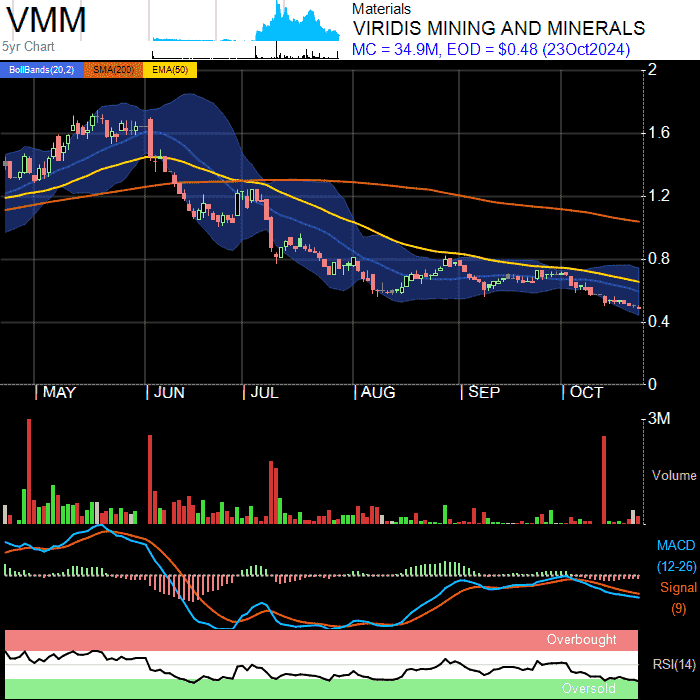 VMM
5yr Chart
Materials
VIRIDIS MINING AND MINERALS
MC = 34.9M, EOD = $0.48 (23Oct2024)
BollBands(20,2) SMA(200) EMA(50)
2
1.6
1.2
0.8
0.4
0
MAY JUN JUL AUG SEP OCT
3M
Volume
MACD
(12-26)
Signal
(9)
Overbought
RSI(14)
Oversold